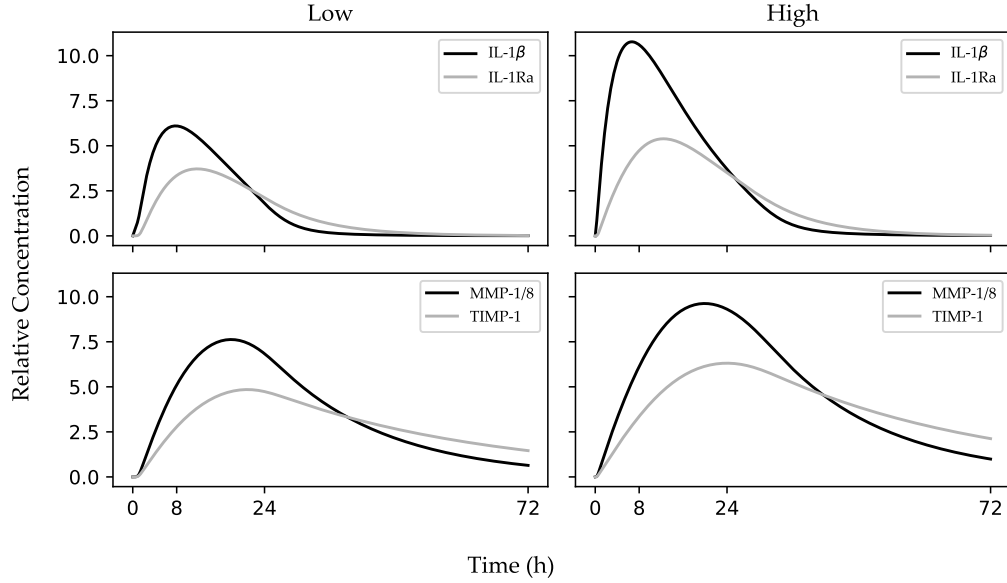 Low
High
Relative Concentration
10.0
7.5
5.0
2.5
0.0
IL-1β
IL-1Ra
IL-1β
IL-1Ra
10.0
7.5
5.0
2.5
0.0
MMP-1/8
TIMP-1
MMP-1/8
TIMP-1
0 8 24 72
0 8 24 72
Time (h)